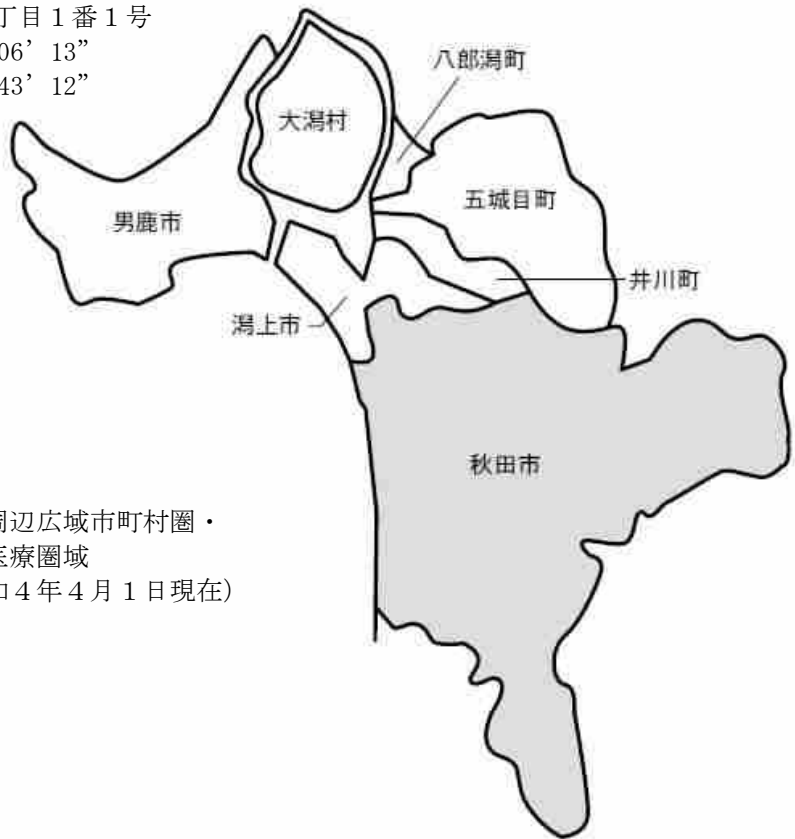 丁目1番1号
06’ 13”
43’ 12”
八郎潟町
大潟村
五城目町
男鹿市
井川町
潟上市
秋田市
周辺広域市町村圏・
医療圏域
4年4月1日現在)